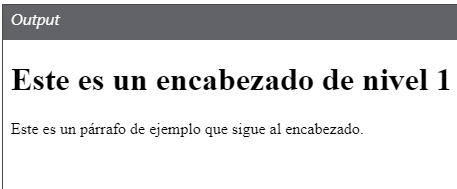 Output
Este es un encabezado de nivel 1
Este es un párrafo de ejemplo que sigue al encabezado.